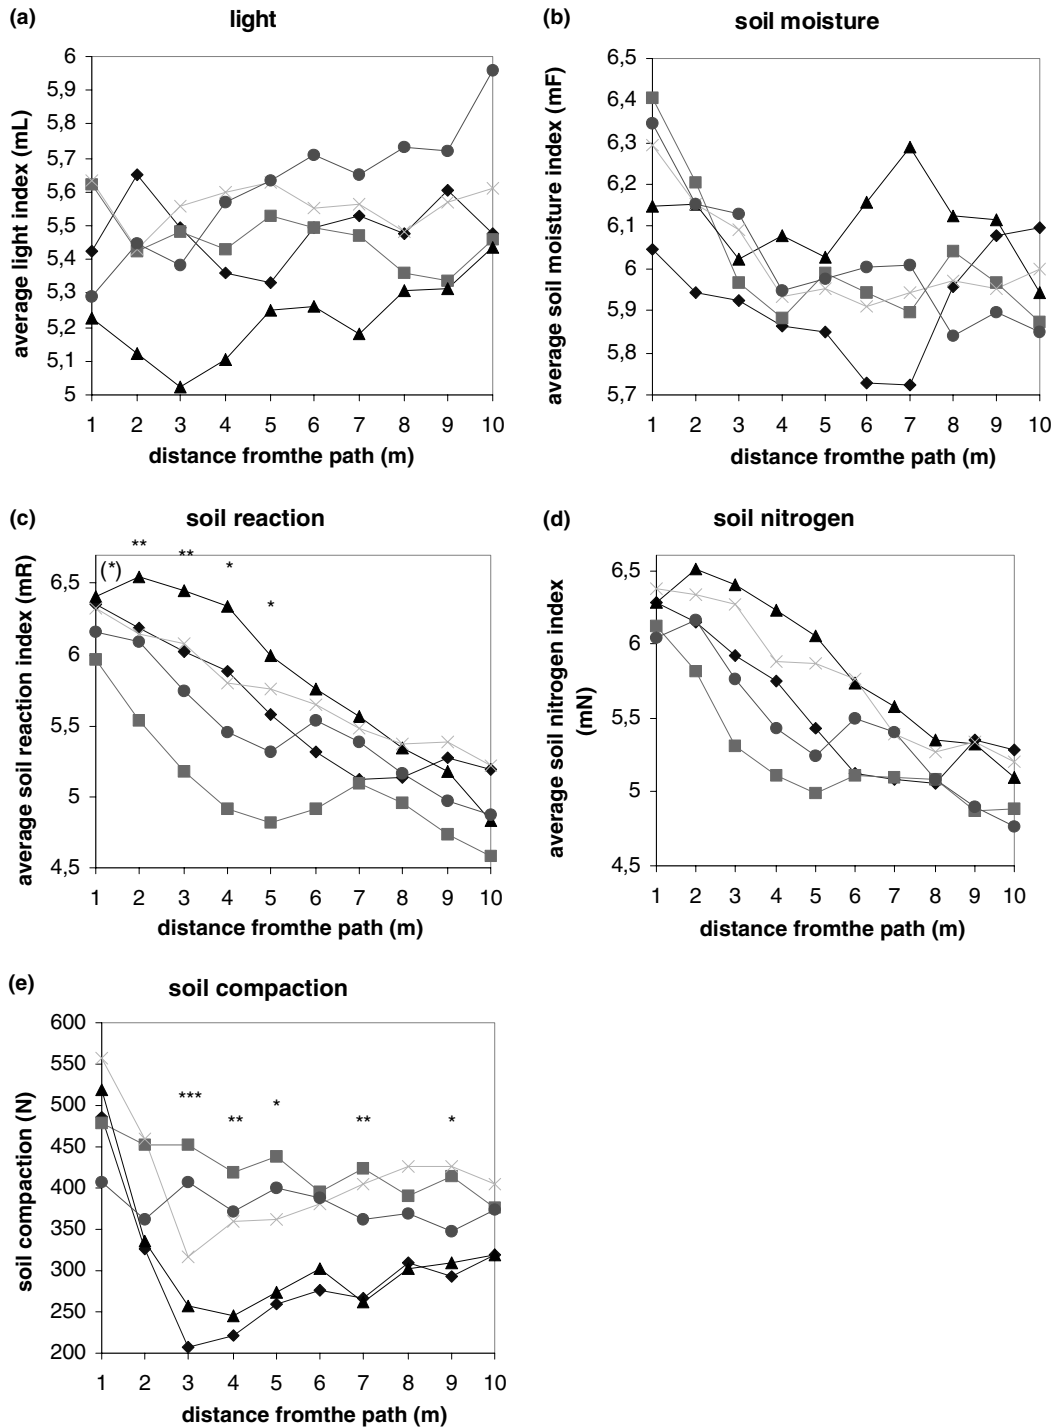 (a)
light
6
5,9
5,8
5,7
5,6
5,5
5,4
5,3
5,2
5,1
5
average light index (mL)
1 2 3 4 5 6 7 8 9 10
distance fromthe path (m)
(b)
soil moisture
6,5
6,4
6,3
6,2
6,1
6
5,9
5,8
5,7
average soil moisture index (mF)
1 2 3 4 5 6 7 8 9 10
distance fromthe path (m)
(c)
soil reaction
(*) ** ** * *
6,5
6
5,5
5
4,5
average soil reaction index (mR)
1 2 3 4 5 6 7 8 9 10
distance fromthe path (m)
(d)
soil nitrogen
6,5
6
5,5
5
4,5
average soil nitrogen index
(mN)
1 2 3 4 5 6 7 8 9 10
distance fromthe path (m)
(e)
soil compaction
600
550
500
450
400
350
300
250
200
*** ** * ** *
soil compaction (N)
1 2 3 4 5 6 7 8 9 10
distance fromthe path (m)